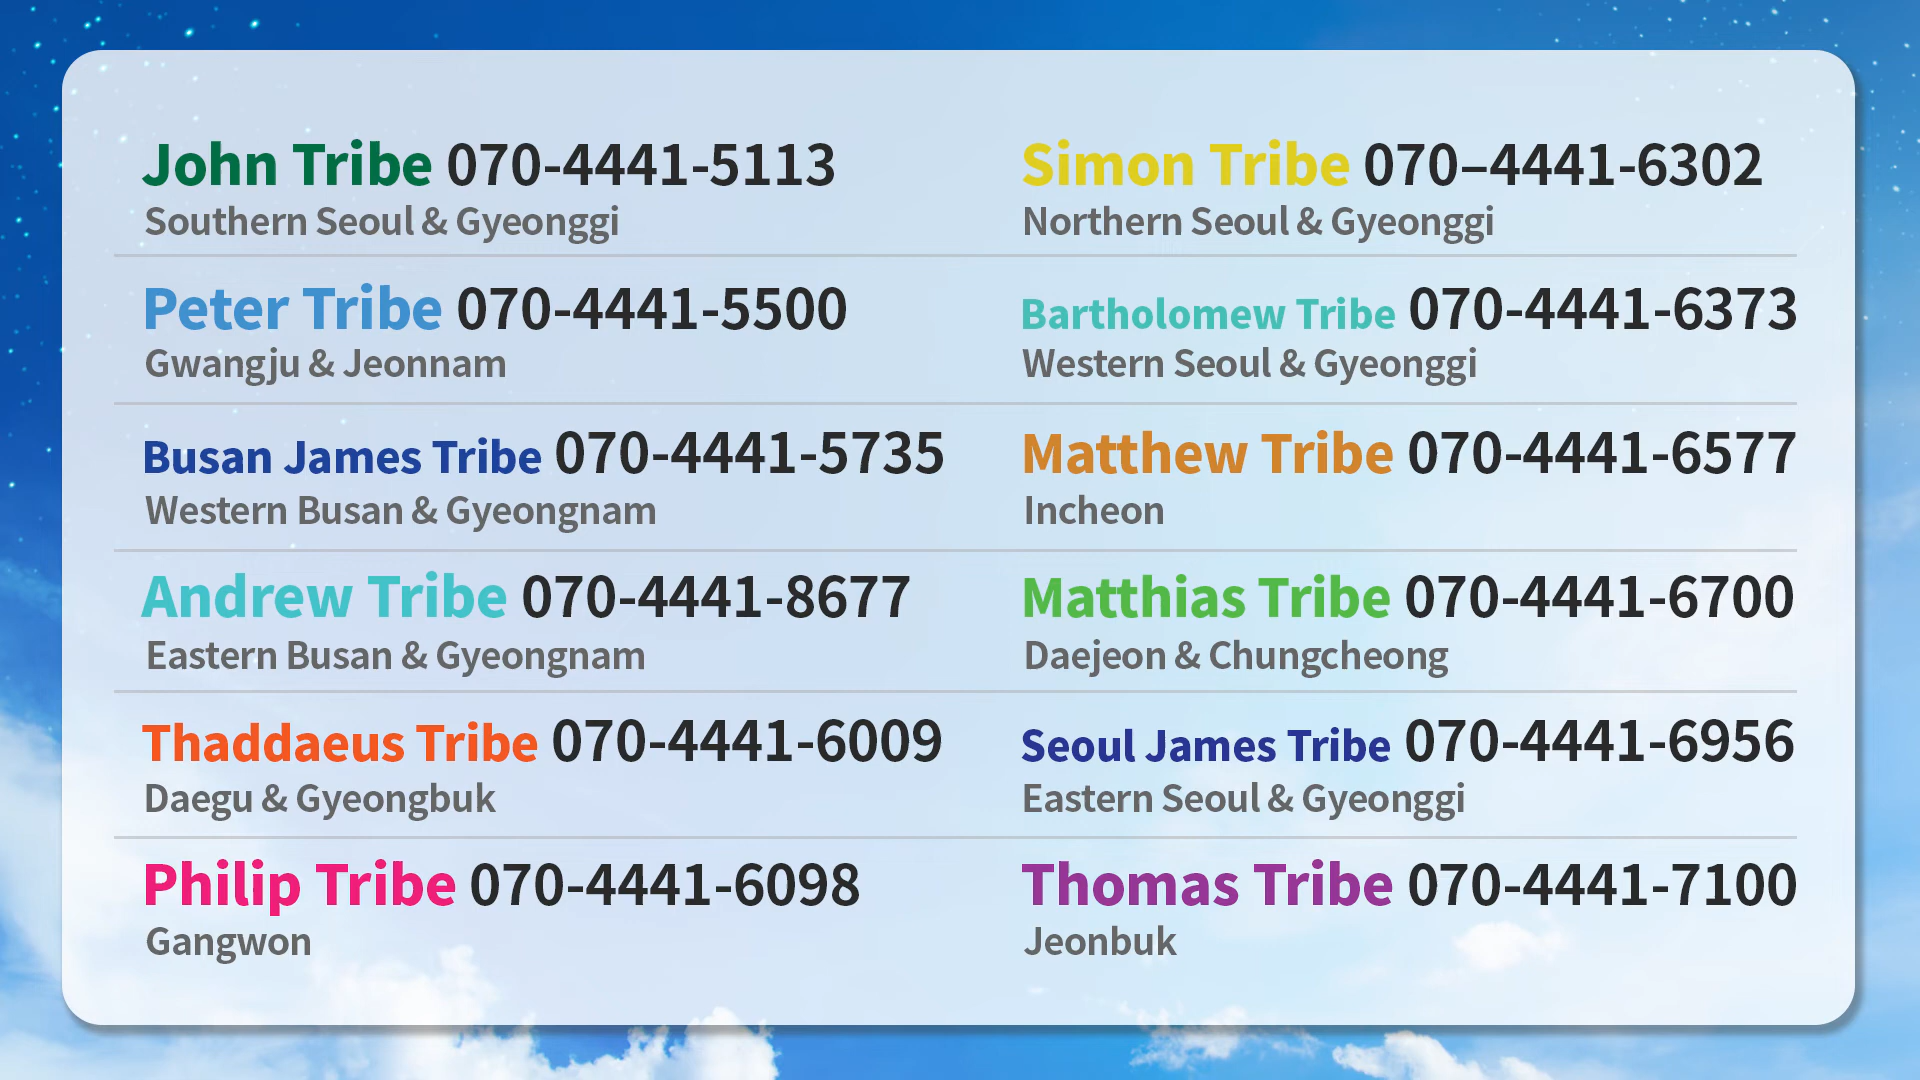 John Tribe 070-4441-5113
Southern Seoul & Gyeonggi
Simon Tribe 070–4441-6302
Northern Seoul & Gyeonggi
Peter Tribe 070-4441-5500
Gwangju & Jeonnam
Bartholomew Tribe 070-4441-6373
Western Seoul & Gyeonggi
Busan James Tribe 070-4441-5735
Western Busan & Gyeongnam
Matthew Tribe 070-4441-6577
Incheon
Andrew Tribe 070-4441-8677
Eastern Busan & Gyeongnam
Matthias Tribe 070-4441-6700
Daejeon & Chungcheong
Thaddaeus Tribe 070-4441-6009
Daegu & Gyeongbuk
Seoul James Tribe 070-4441-6956
Eastern Seoul & Gyeonggi
Philip Tribe 070-4441-6098
Gangwon
Thomas Tribe 070-4441-7100
Jeonbuk